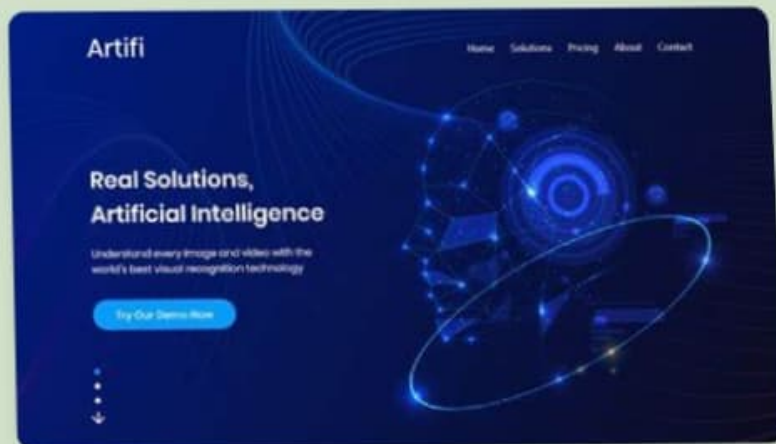 Artifi
Home Solutions Pricing About Contact
Real Solutions,
Artificial Intelligence
Understand every image and video with the
world's best visual recognition technology
Try Our Demo Now